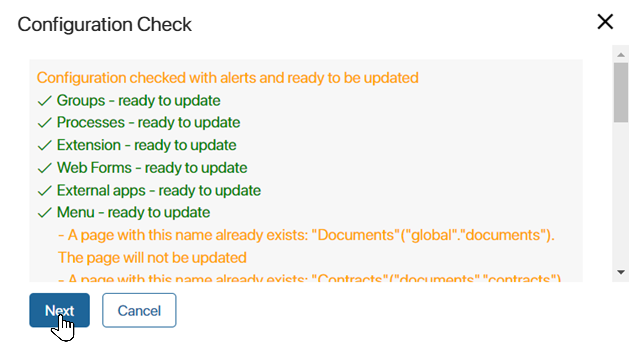 Configuration Check
Configuration checked with alerts and ready to be updated
Groups - ready to update
Processes - ready to update
Extension - ready to update
Web Forms - ready to update
External apps - ready to update
Menu - ready to update
- A page with this name already exists: "Documents"("global"."documents").
The page will not be updated
- A page with this name already exists: "Contracts"("documents"."contracts")
Next
Cancel